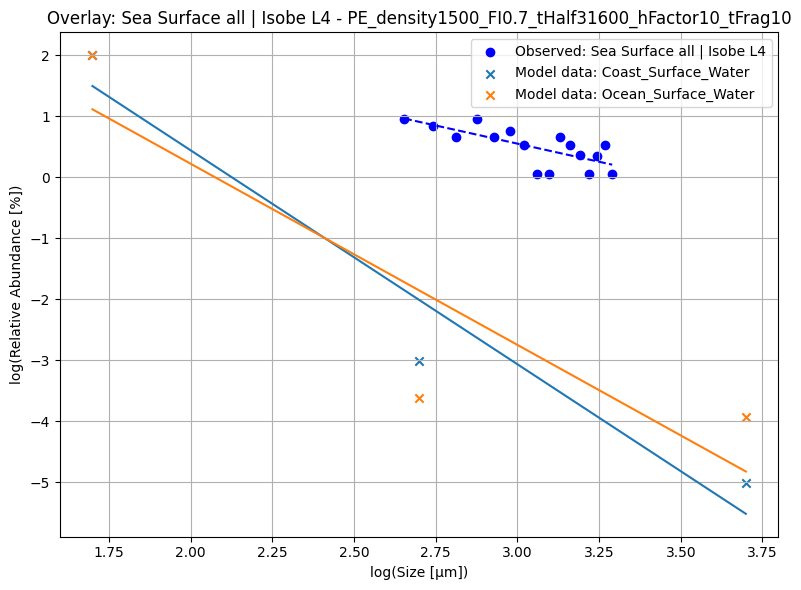 Overlay: Sea Surface all | Isobe L4 - PE_density1500_FI0.7_tHalf31600_hFactor10_tFrag10
Observed: Sea Surface all | Isobe L4
Model data: Coast_Surface_Water
Model data: Ocean_Surface_Water
log(Relative Abundance [%])
2
1
0
−1
−2
−3
−4
−5
1.75
2.00
2.25
2.50
2.75
3.00
3.25
3.50
3.75
log(Size [μm])